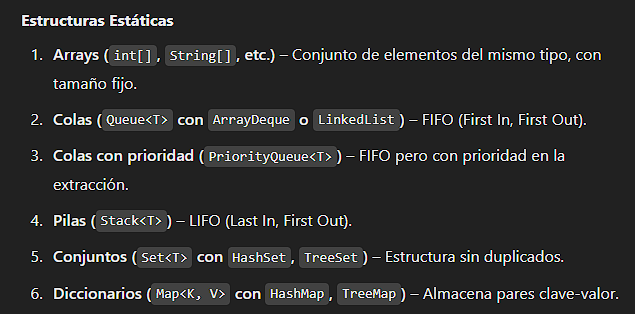 Estructuras Estáticas
1. Arrays (int[], String[], etc.) – Conjunto de elementos del mismo tipo, con
tamaño fijo.
2. Colas (Queue<T> con ArrayDeque o LinkedList) – FIFO (First In, First Out).
3. Colas con prioridad (PriorityQueue<T>) – FIFO pero con prioridad en la
extracción.
4. Pilas (Stack<T>) – LIFO (Last In, First Out).
5. Conjuntos (Set<T> con HashSet, TreeSet) – Estructura sin duplicados.
6. Diccionarios (Map<K, V> con HashMap, TreeMap) – Almacena pares clave-valor.